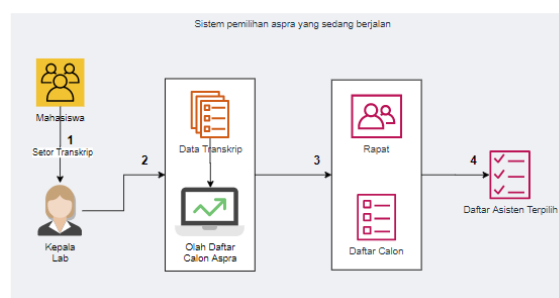 Sistem pemilihan aspra yang sedang berjalan
Mahasiswa
1
Setor Transkrip
Kepala
Lab
2
Data Transkrip
Olah Daftar
Calon Aspra
3
Rapat
Daftar Calon
4
Daftar Asisten Terpilih